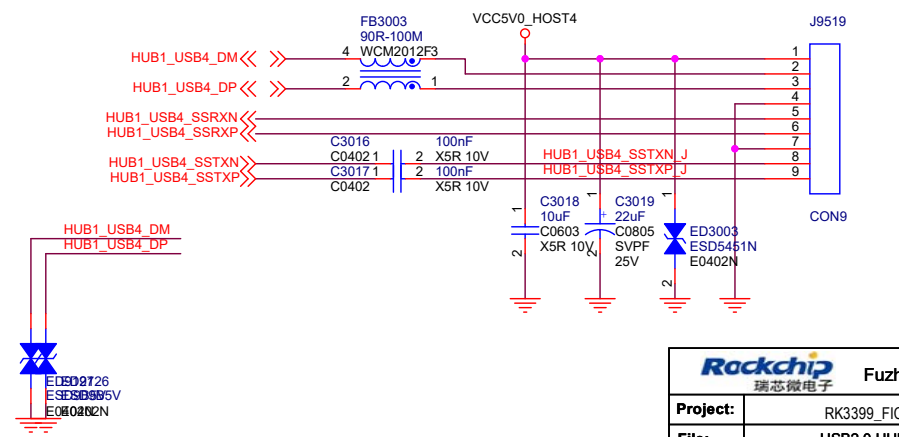 FB3003
90R-100M
WCM2012F3
VCC5V0_HOST4
J9519
HUB1_USB4_DM
4
1
2
HUB1_USB4_DP
2
1
3
4
HUB1_USB4_SSRXN
5
HUB1_USB4_SSRXP
6
C3016
100nF
7
HUB1_USB4_SSTXN
C0402 1
2
X5R 10V
HUB1_USB4_SSTXN_J
8
HUB1_USB4_SSTXP
C3017 1
2
100nF
HUB1_USB4_SSTXP_J
9
C0402
X5R 10V
CON9
1
C3018
10uF
C0603
X5R 10V
2
1
+
C3019
22uF
C0805
SVPF
25V
2
1
ED3003
ESD5451N
E0402N
2
HUB1_USB4_DM
HUB1_USB4_DP
Rockchip
瑞芯微电子
Project: